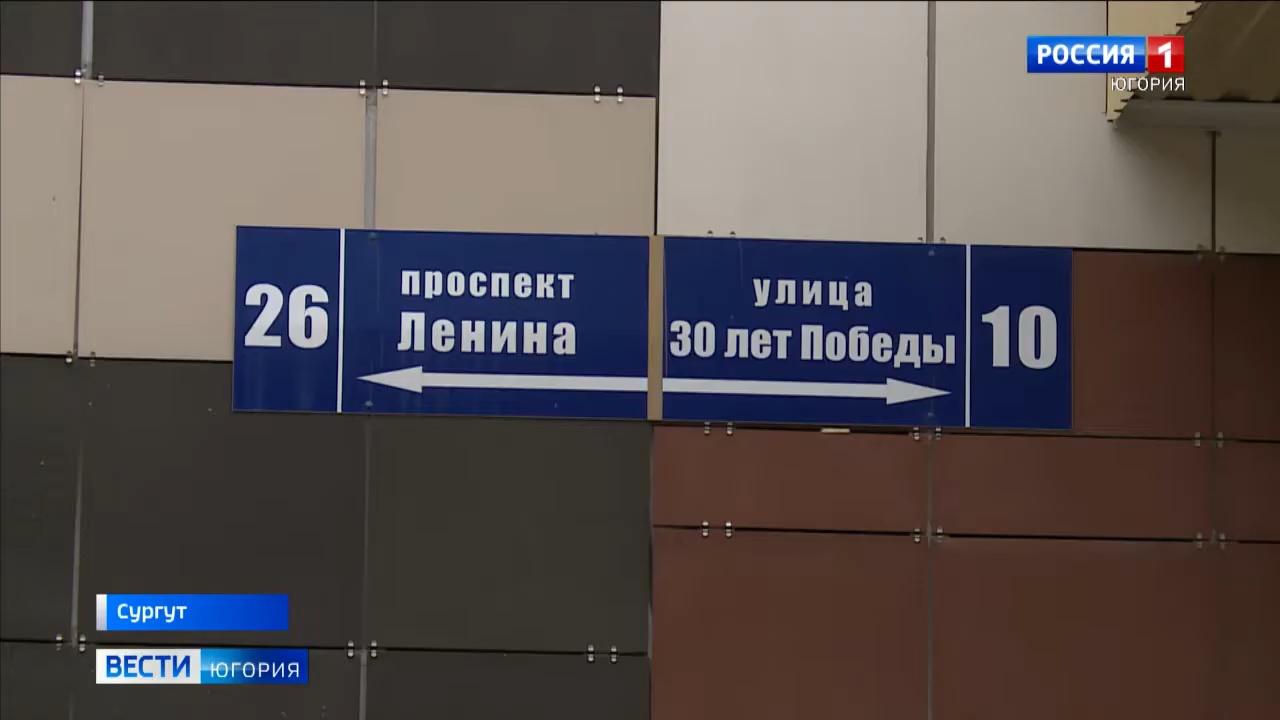 РОССИЯ 1
ЮГОРИЯ
26
проспект
Ленина
улица
30 лет Победы
10
Сургут
ВЕСТИ ЮГОРИЯ